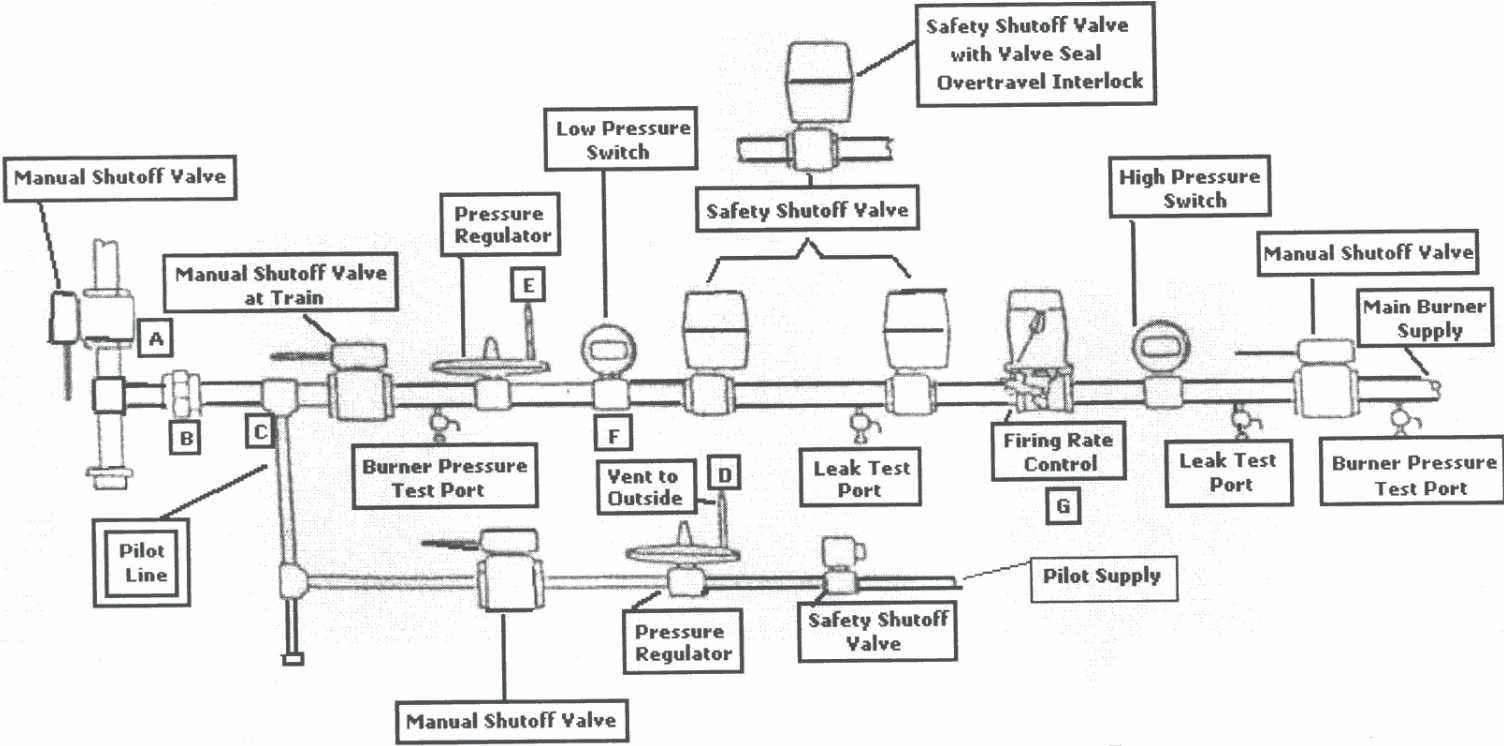 Safety Shutoff Valve
with Valve Seal
Overtravel Interlock
Low Pressure
Switch
Manual Shutoff Valve
High Pressure
Switch
Pressure
Regulator
Safety Shutoff Valve
Manual Shutoff Valve
at Train
E
Manual Shutoff Valve
Main Burner
Supply
A
B
C
F
Burner Pressure
Test Port
Vent to
Outside
D
Leak Test
Port
Firing Rate
Control
G
Leak Test
Port
Burner Pressure
Test Port
Pilot
Line
Pilot Supply
Pressure
Regulator
Safety Shutoff
Valve
Manual Shutoff Valve